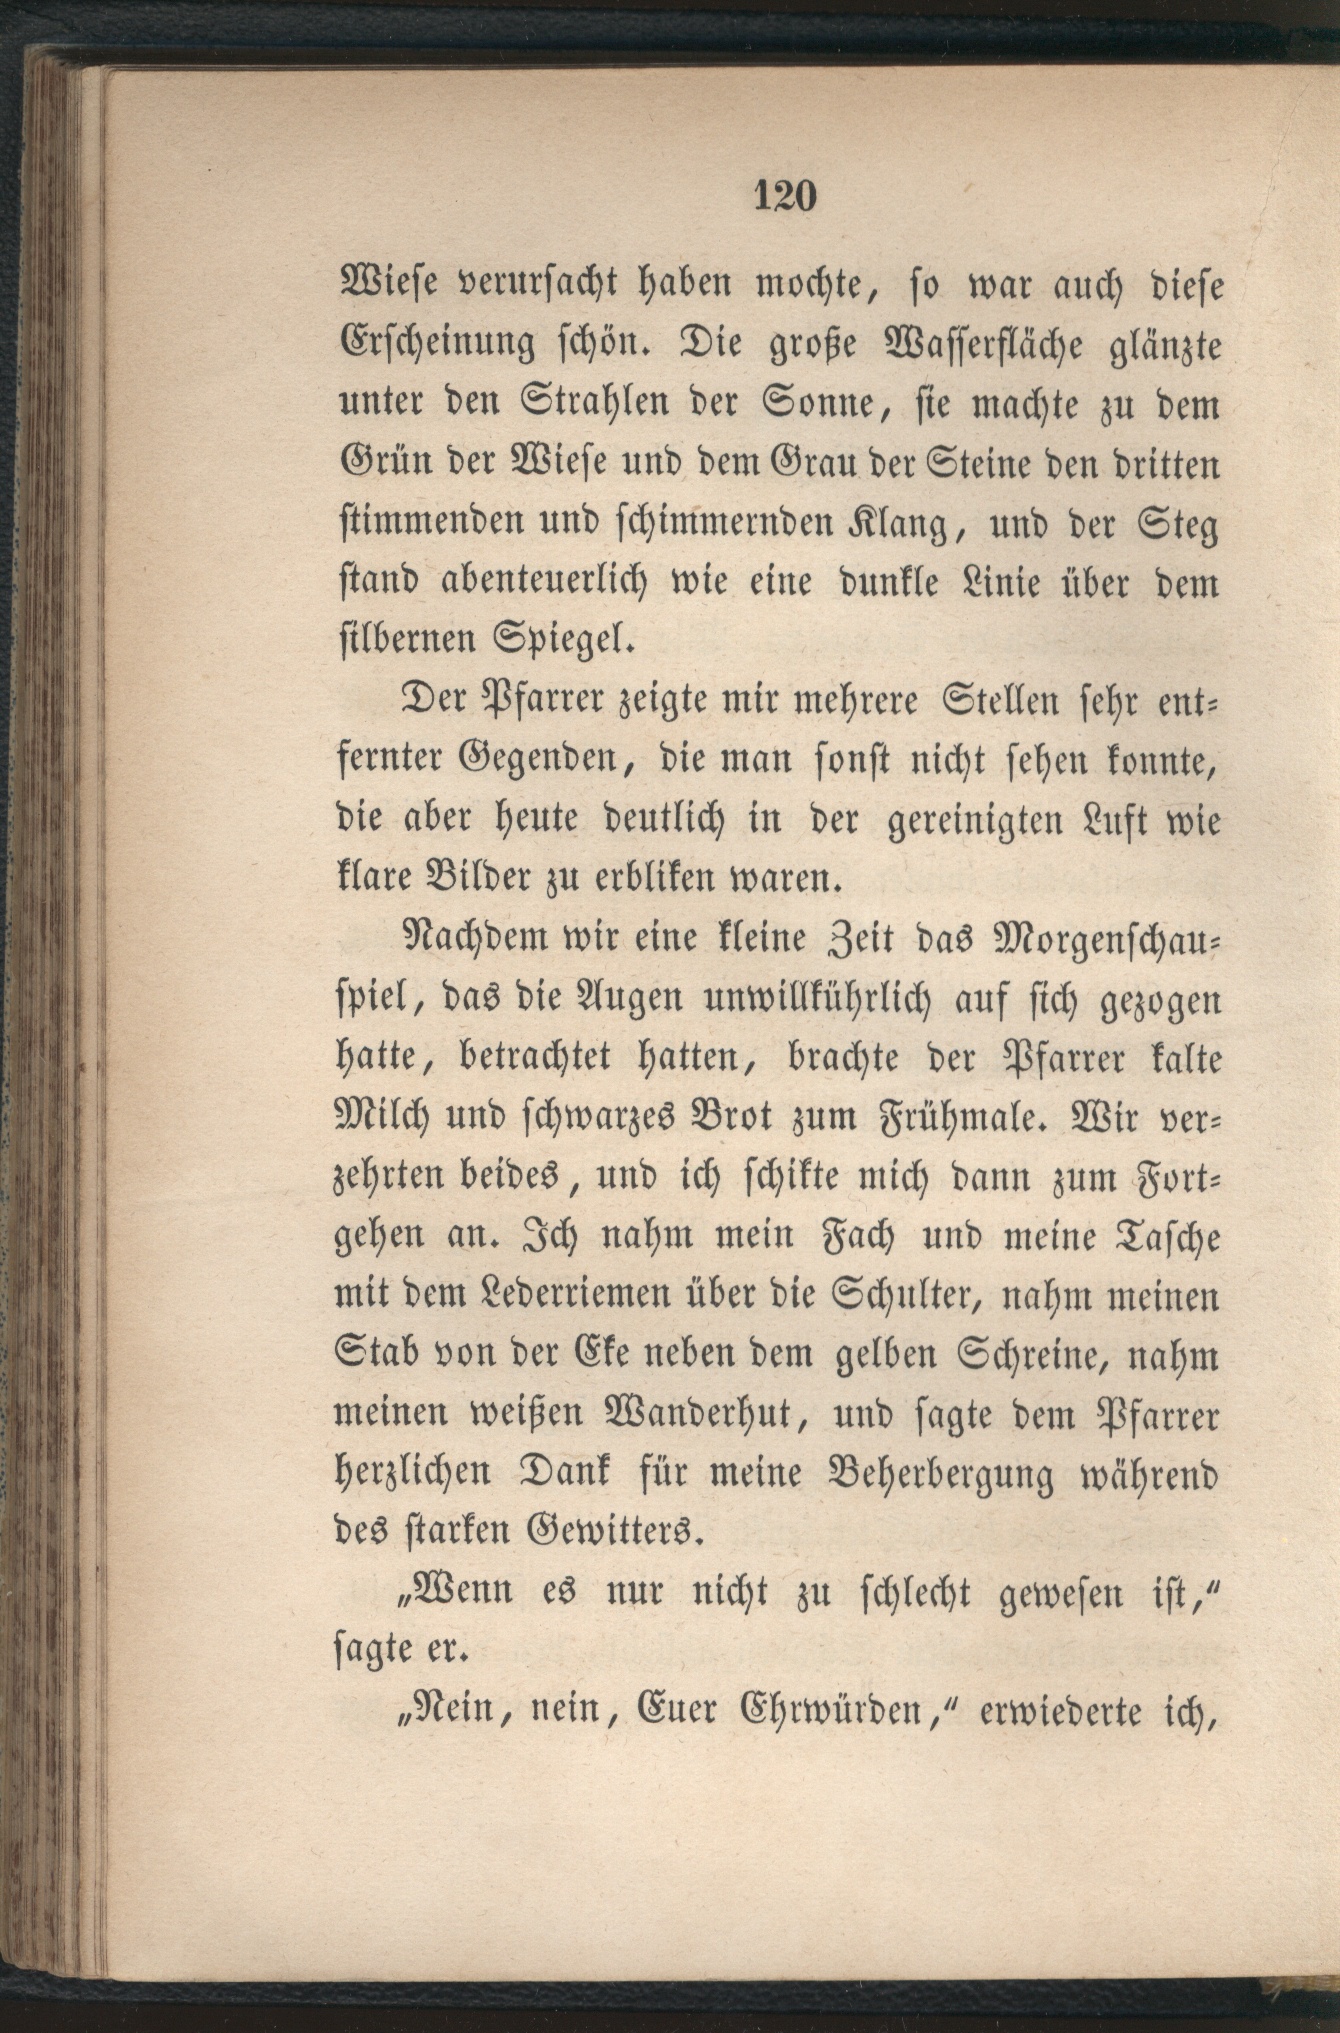 120
Wiese verursacht haben mochte, so war auch diese
Erscheinung schön. Die große Wasserfläche glänzte
unter den Strahlen der Sonne, sie machte zu dem
Grün der Wiese und dem Grau der Steine den dritten
stimmenden und schimmernden Klang, und der Steg
stand abenteuerlich wie eine dunkle Linie über dem
silbernen Spiegel.
Der Pfarrer zeigte mir mehrere Stellen sehr ent-
fernter Gegenden, die man sonst nicht sehen konnte,
die aber heute deutlich in der gereinigten Luft wie
klare Bilder zu erbliken waren.
Nachdem wir eine kleine Zeit das Morgenschau-
spiel, das die Augen unwillkührlich auf sich gezogen
hatte, betrachtet hatten, brachte der Pfarrer kalte
Milch und schwarzes Brot zum Frühmale. Wir ver-
zehrten beides, und ich schikte mich dann zum Fort-
gehen an. Ich nahm mein Fach und meine Tasche
mit dem Lederriemen über die Schulter, nahm meinen
Stab von der Eke neben dem gelben Schreine, nahm
meinen weißen Wanderhut, und sagte dem Pfarrer
herzlichen Dank für meine Beherbergung während
des starken Gewitters.
„Wenn es nur nicht zu schlecht gewesen ist,“
sagte er.
„Nein, nein, Euer Ehrwürden,“ erwiederte ich,